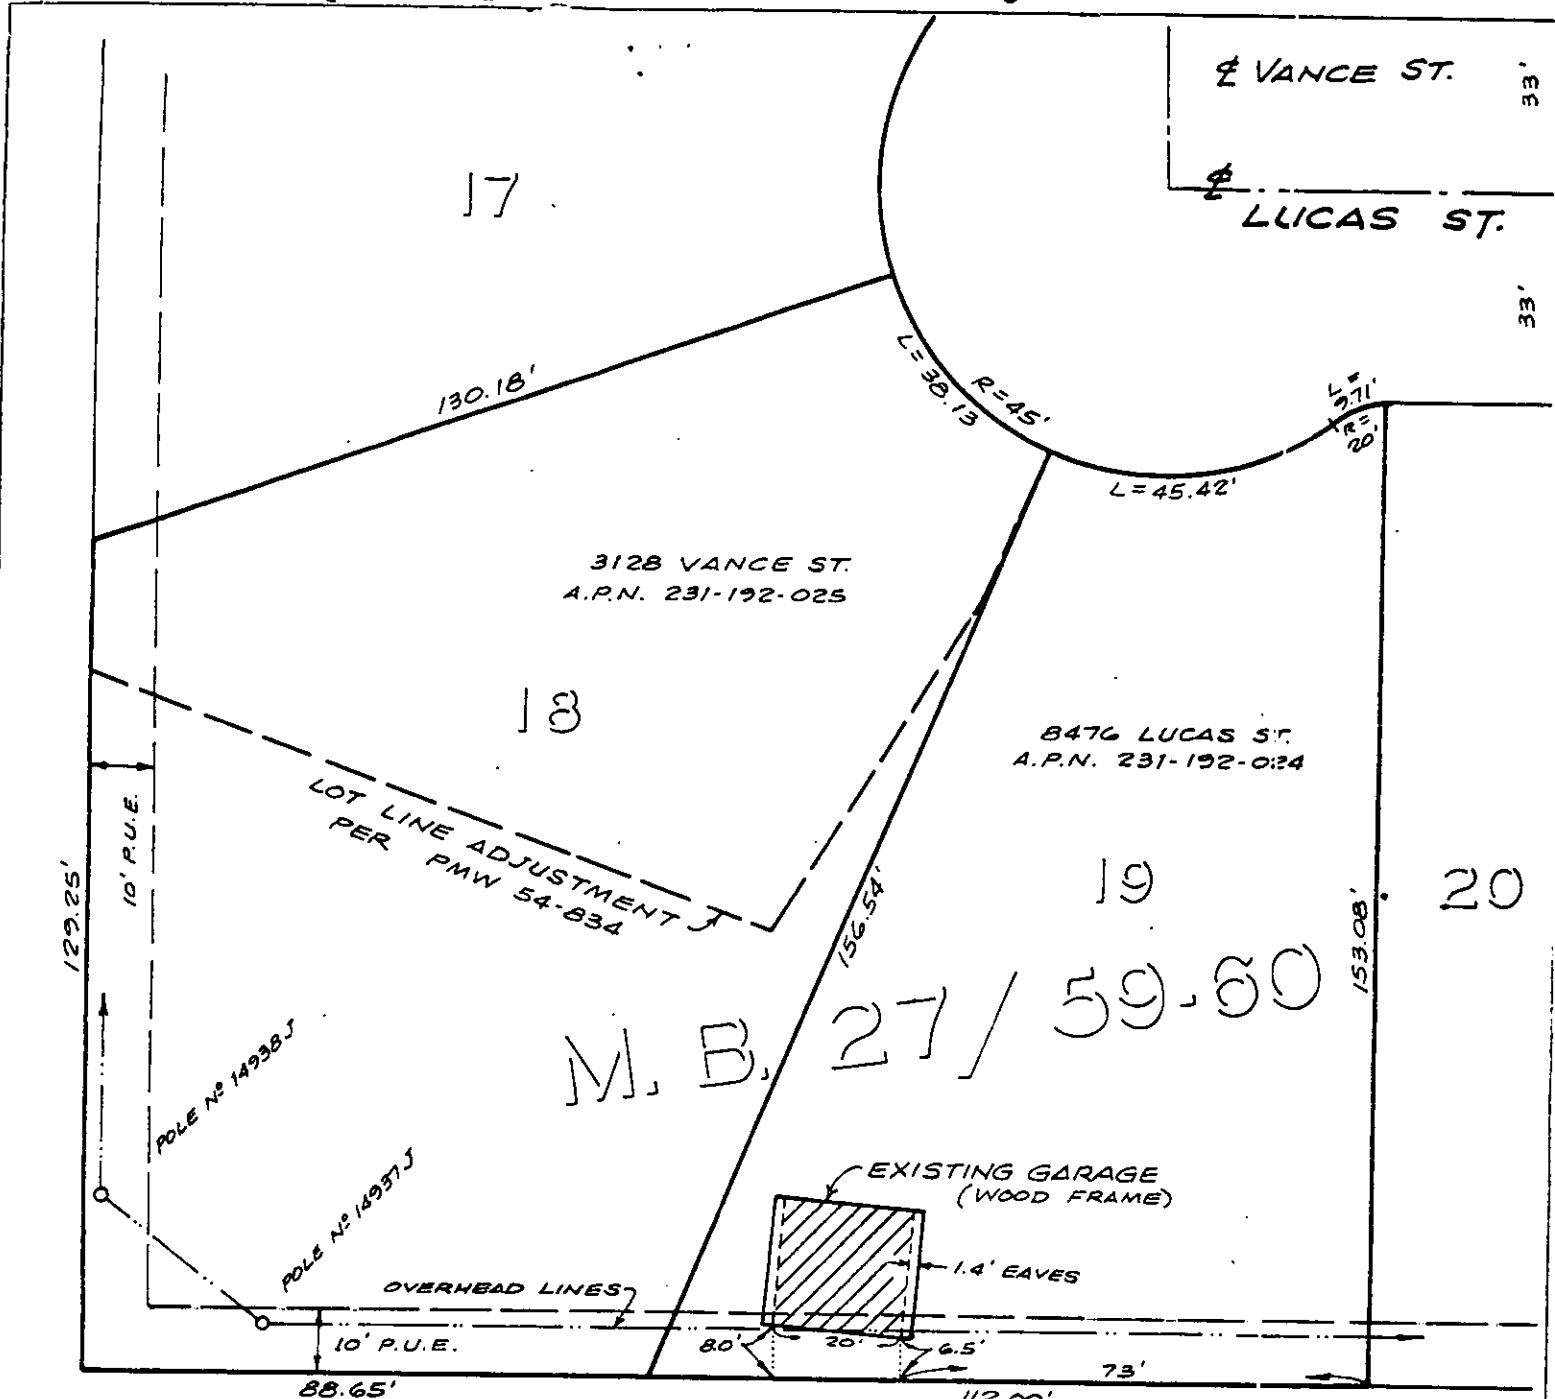 ℄ VANCE ST.
33'
17
℄
LUCAS ST.
33'
130.18'
L=38.13
R=45'
L=
9.71'
R=
20'
L=45.42'
3128 VANCE ST.
A.P.N. 231-192-025
18
8476 LUCAS ST.
A.P.N. 231-192-024
LOT LINE ADJUSTMENT
PER PMW 54-834
10' P.U.E.
129.25'
156.54'
19
153.08'
20
M. B. 27 / 59-60
POLE Nº 14938J
POLE Nº 14937J
EXISTING GARAGE
(WOOD FRAME)
1.4' EAVES
OVERHEAD LINES
10' P.U.E.
8.0'
20'
6.5'
73'
88.65'